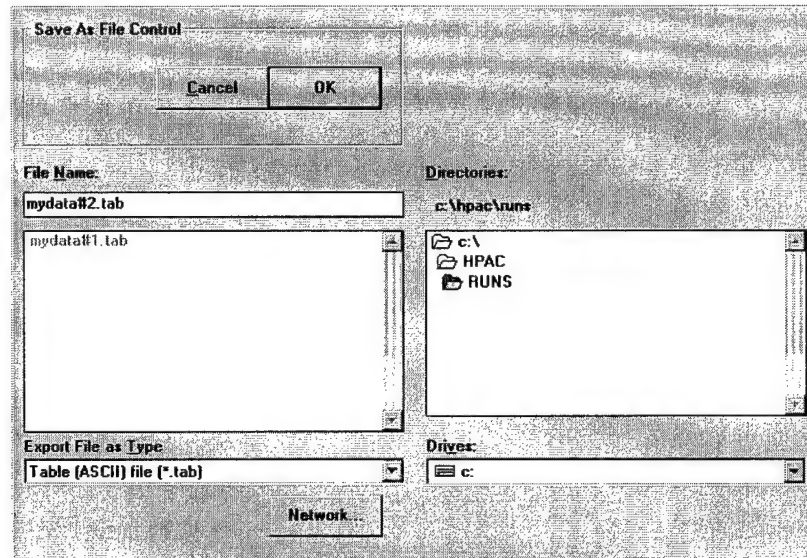 Save As File Control
Cancel
OK
File Name:
mydata#2.tab
mydata#1.tab
Export File as Type
Table (ASCII) file (*.tab)
Network...
Directories:
c:\hpac\runs
c:\
HPAC
RUNS
Drives:
c: